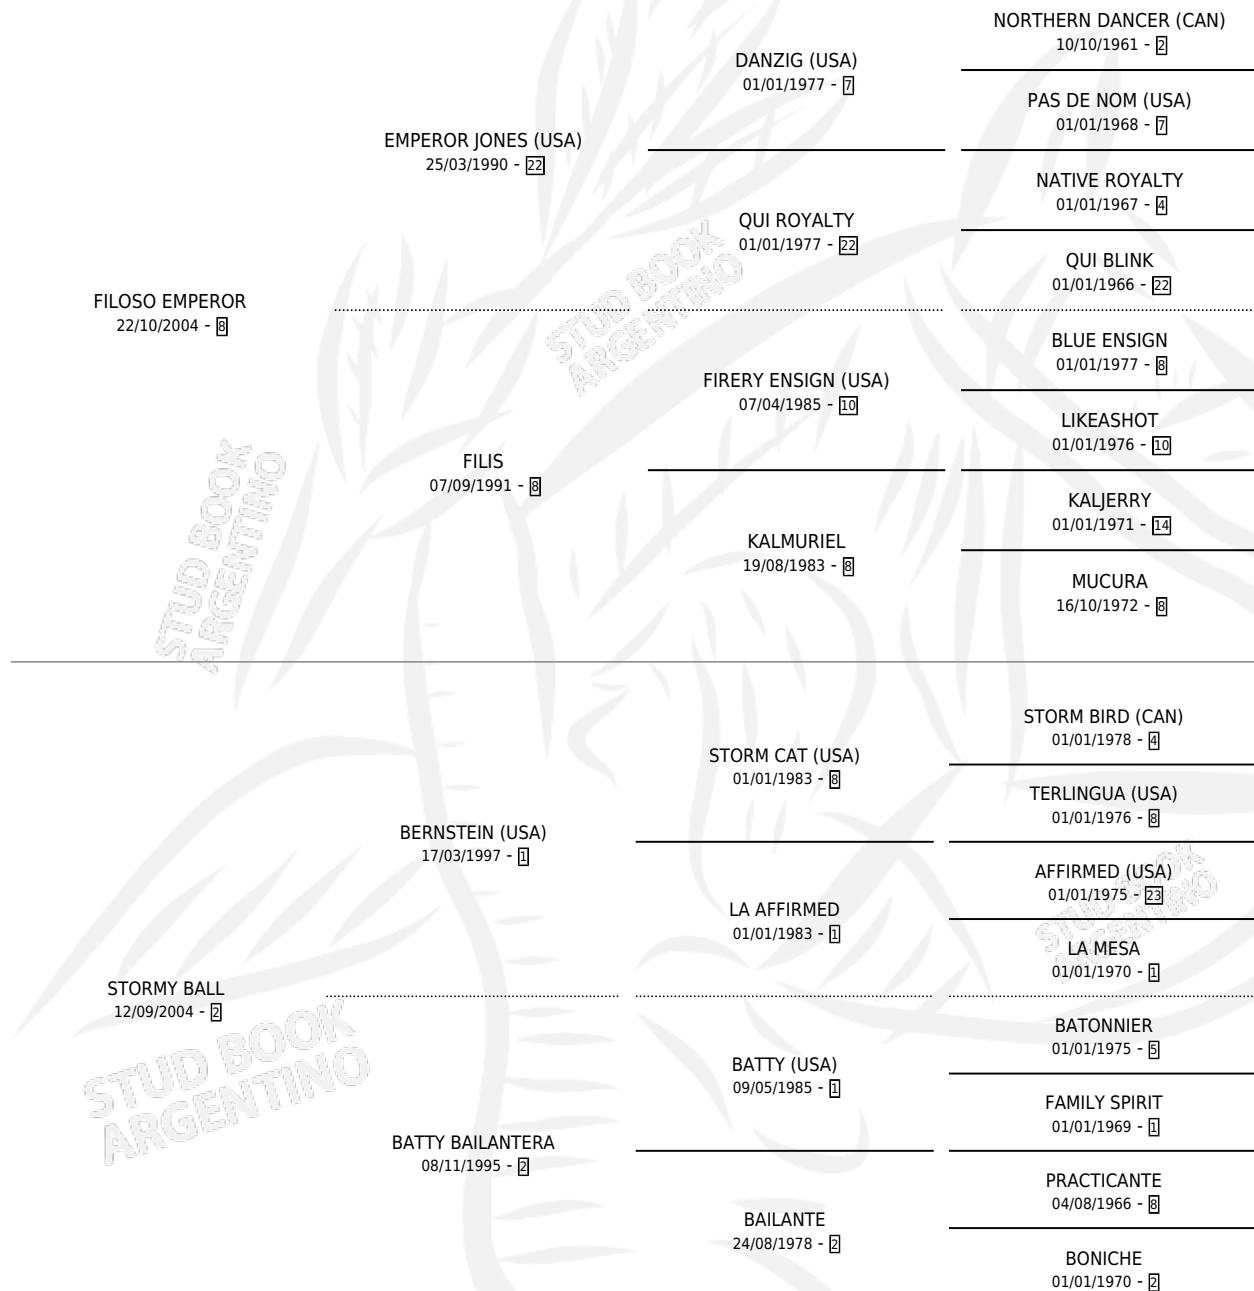 NORTHERN DANCER (CAN)
10/10/1961 - 2
DANZIG (USA)
01/01/1977 - 7
PAS DE NOM (USA)
01/01/1968 - 7
EMPEROR JONES (USA)
25/03/1990 - 22
NATIVE ROYALTY
01/01/1967 - 4
QUI ROYALTY
01/01/1977 - 22
QUI BLINK
01/01/1966 - 22
FILOSO EMPEROR
22/10/2004 - 8
STUD BOOK
ARGENTINO
BLUE ENSIGN
01/01/1977 - 8
FIRERY ENSIGN (USA)
07/04/1985 - 10
LIKEASHOT
01/01/1976 - 10
FILIS
07/09/1991 - 8
KALJERRY
01/01/1971 - 14
KALMURIEL
19/08/1983 - 8
MUCURA
16/10/1972 - 8
STUD BOOK
ARGENTINO
STORM BIRD (CAN)
01/01/1978 - 4
STORM CAT (USA)
01/01/1983 - 8
TERLINGUA (USA)
01/01/1976 - 8
BERNSTEIN (USA)
17/03/1997 - 1
AFFIRMED (USA)
01/01/1975 - 23
LA AFFIRMED
01/01/1983 - 1
STUD BOOK
ARGENTINO
LA MESA
01/01/1970 - 1
STORMY BALL
12/09/2004 - 2
STUD BOOK
ARGENTINO
BATONNIER
01/01/1975 - 5
BATTY (USA)
09/05/1985 - 1
FAMILY SPIRIT
01/01/1969 - 1
BATTY BAILANTERA
08/11/1995 - 2
PRACTICANTE
04/08/1966 - 8
BAILANTE
24/08/1978 - 2
BONICHE
01/01/1970 - 2